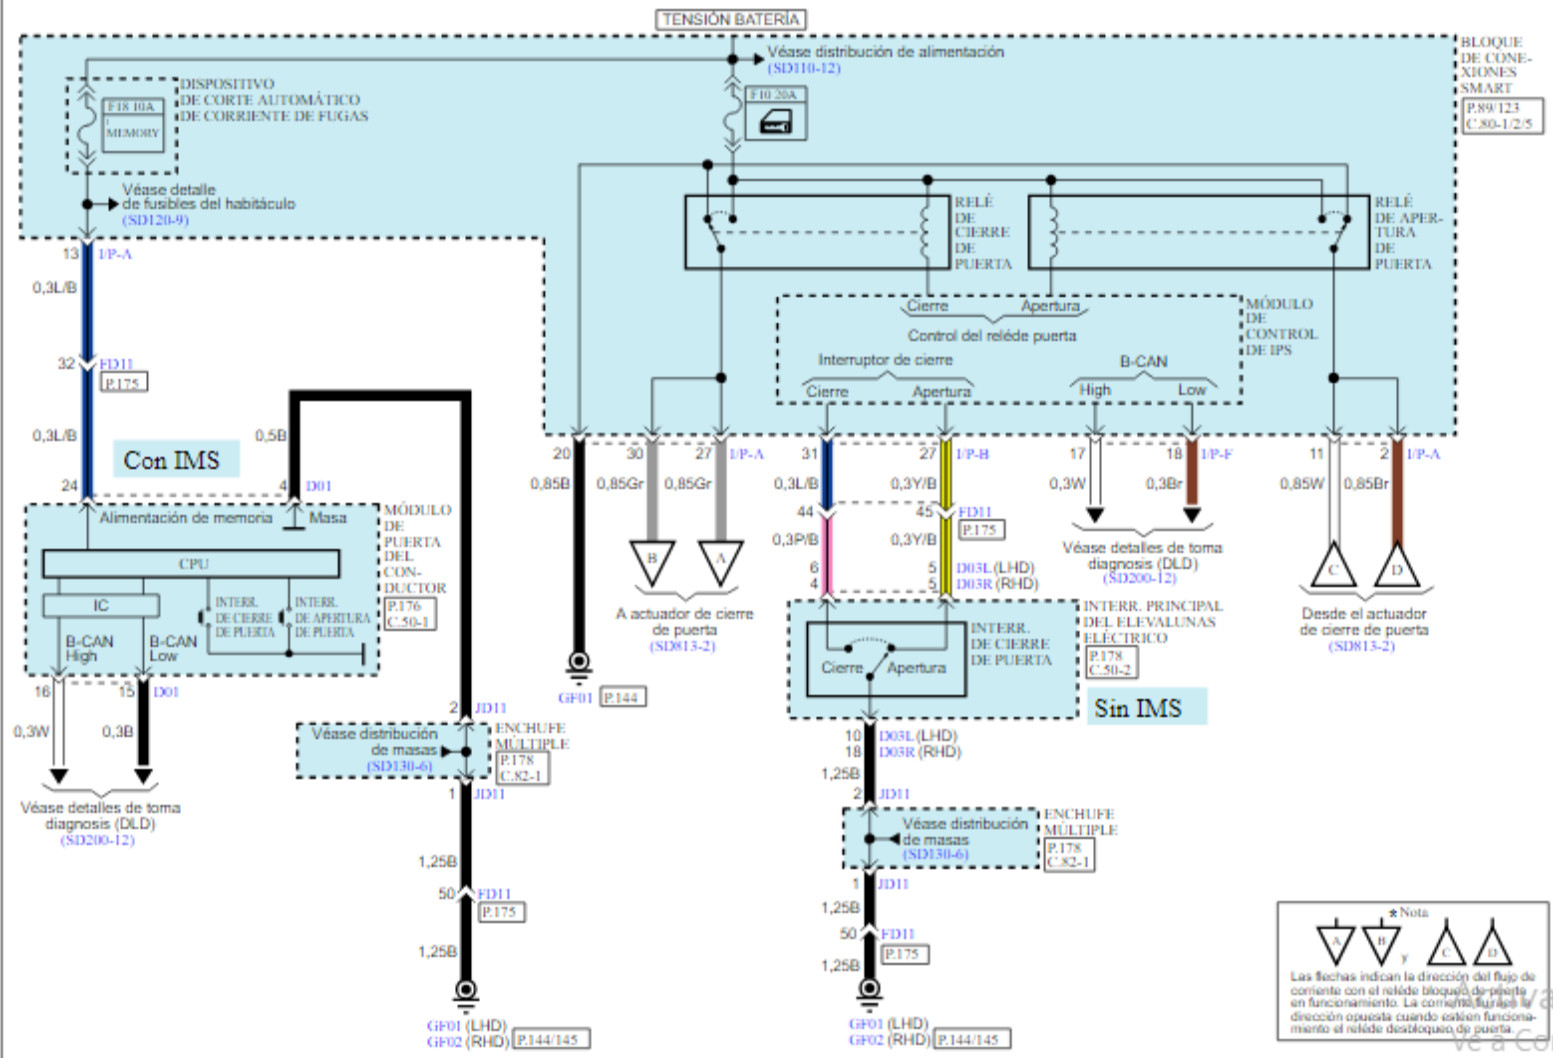 TENSIÓN BATERÍA
Véase distribución de alimentación
(SD110-12)
BLOQUE
DE CONE-
XIONES
SMART
P.89/123
C.80-1/2/5
DISPOSITIVO
DE CORTE AUTOMÁTICO
DE CORRIENTE DE FUGAS
F18 10A
MEMORY
F10 20A
Véase detalle
de fusibles del habitáculo
(SD120-9)
RELÉ
DE
CIERRE
DE
PUERTA
RELÉ
DE APER-
TURA
DE
PUERTA
13 I/P-A
0,3L/B
Cierre Apertura
Control del reléde puerta
MÓDULO
DE
CONTROL
DE IPS
Interruptor de cierre
Cierre Apertura
B-CAN
High Low
32 FD11
P.175
0,3L/B
Con IMS
0,5B
24
4 D01
20 30 27 I/P-A
0,85B 0,85Gr 0,85Gr
31 27 I/P-B
0,3L/B 0,3Y/B
17 18 I/P-F
0,3W 0,3Br
11 2 I/P-A
0,85W 0,85Br
44 45 FD11
P.175
0,3P/B 0,3Y/B
6 5 D03L (LHD)
4 5 D03R (RHD)
Alimentación de memoria Masa
CPU
IC
INTERR.
DE CIERRE
DE PUERTA
INTERR.
DE APERTURA
DE PUERTA
B-CAN
High
B-CAN
Low
MÓDULO
DE
PUERTA
DEL
CON-
DUCTOR
P.176
C.50-1
B A
A actuador de cierre
de puerta
(SD813-2)
Véase detalles de toma
diagnosis (DLD)
(SD200-12)
C D
Desde el actuador
de cierre de puerta
(SD813-2)
INTERR. PRINCIPAL
DEL ELEVALUNAS
ELÉCTRICO
P.178
C.50-2
INTERR.
DE CIERRE
DE PUERTA
Cierre Apertura
Sin IMS
GF01 P.144
16 15 D01
0,3W 0,3B
Véase detalles de toma
diagnosis (DLD)
(SD200-12)
2 JD11
Véase distribución
de masas
(SD130-6)
ENCHUFE
MÚLTIPLE
P.178
C.82-1
1 JD11
1,25B
50 FD11
P.175
1,25B
GF01 (LHD)
GF02 (RHD) P.144/145
10 D03L (LHD)
18 D03R (RHD)
1,25B
2 JD11
Véase distribución
de masas
(SD130-6)
ENCHUFE
MÚLTIPLE
P.178
C.82-1
1 JD11
1,25B
50 FD11
P.175
1,25B
GF01 (LHD)
GF02 (RHD) P.144/145
* Nota
A B y C D
Las flechas indican la dirección del flujo de
corriente con el reléde bloqueo de puerta
en funcionamiento. La corriente fluye en
dirección opuesta cuando estéen funciona-
miento el reléde desbloqueo de puerta.